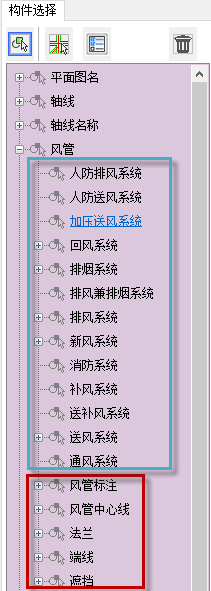 构件选择
平面图名
轴线
轴线名称
风管
人防排风系统
人防送风系统
加压送风系统
回风系统
排烟系统
排风兼排烟系统
排风系统
新风系统
消防系统
补风系统
送补风系统
送风系统
通风系统
风管标注
风管中心线
法兰
端线
遮挡